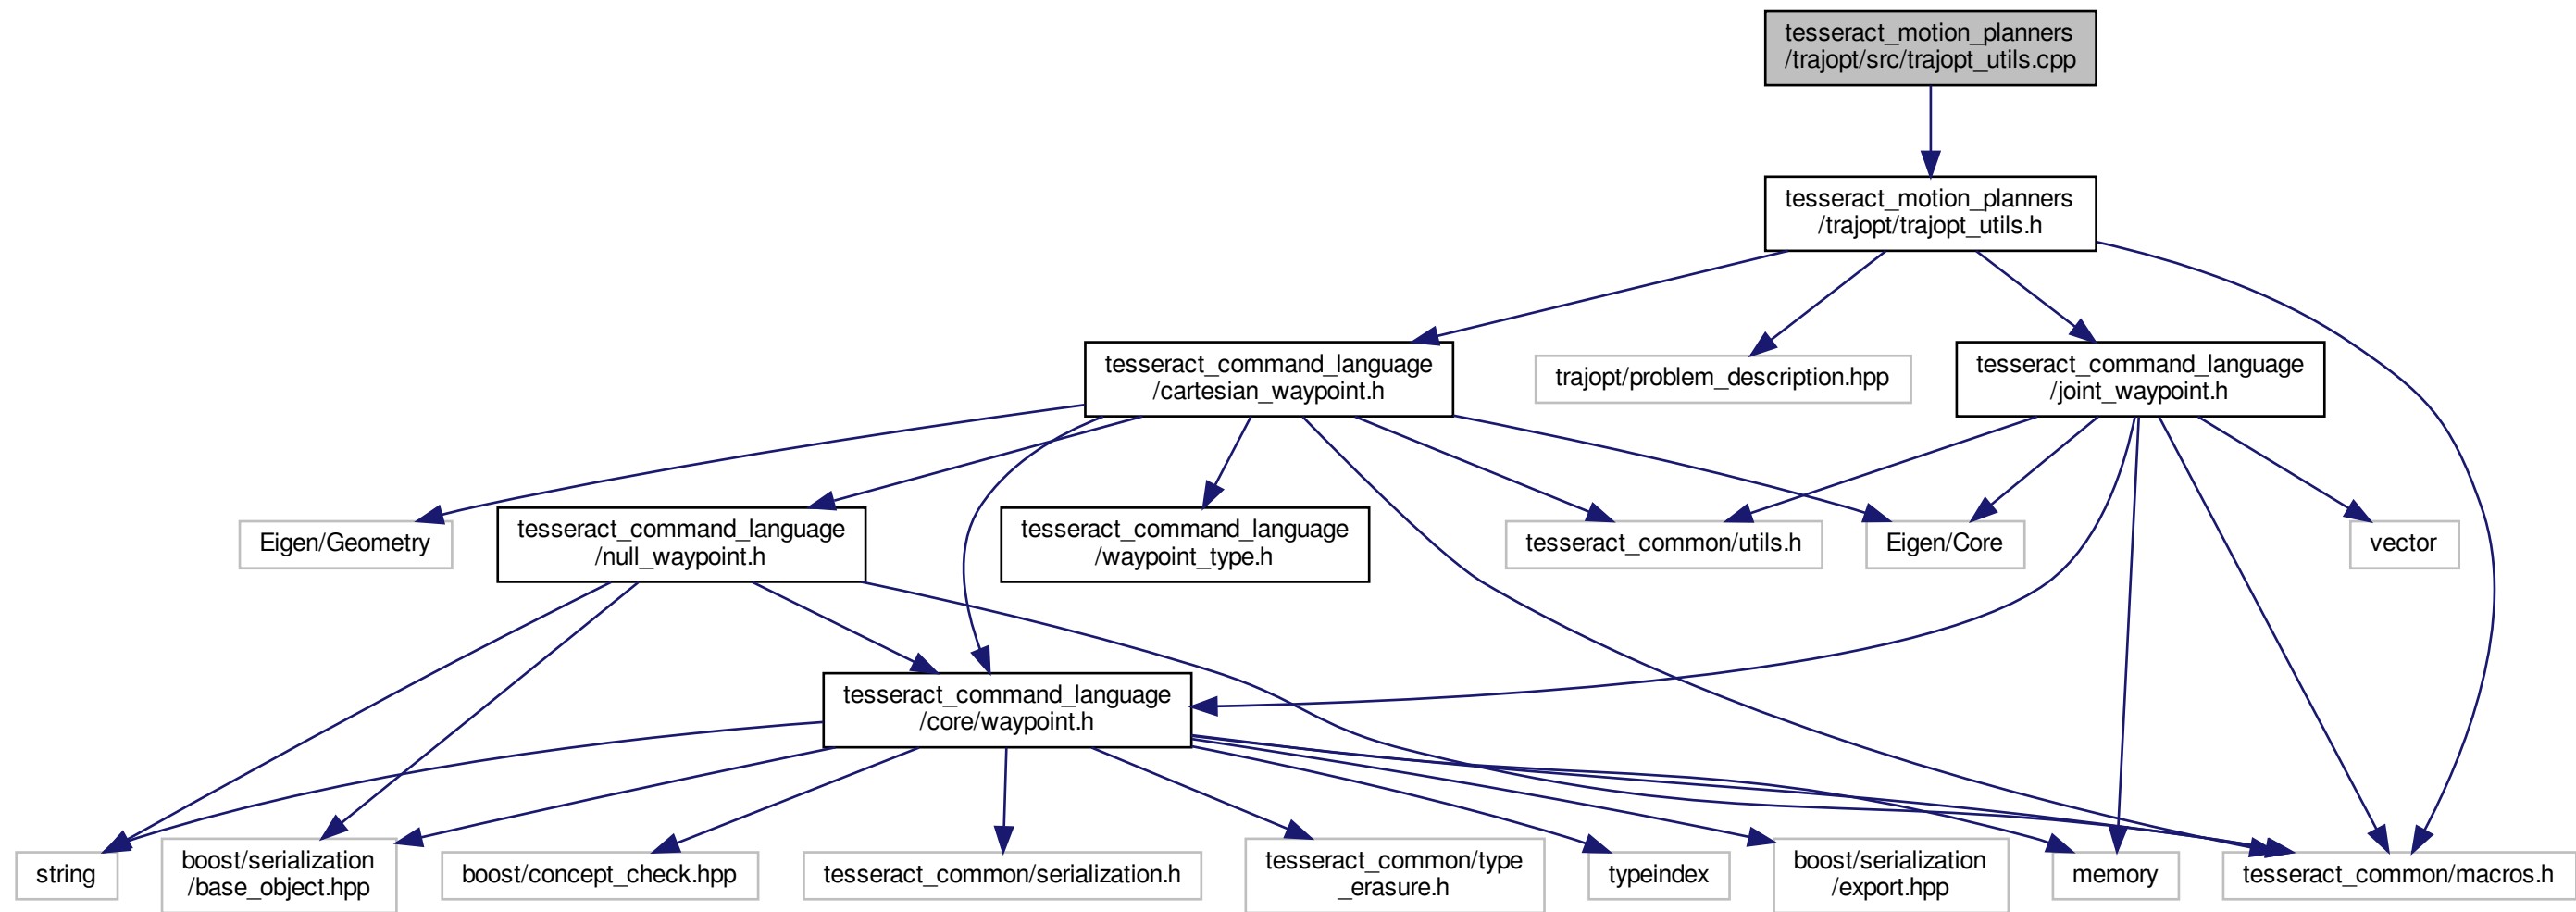 tesseract_motion_planners
/trajopt/src/trajopt_utils.cpp
tesseract_motion_planners
/trajopt/trajopt_utils.h
tesseract_command_language
/cartesian_waypoint.h
trajopt/problem_description.hpp
tesseract_command_language
/joint_waypoint.h
Eigen/Geometry
tesseract_command_language
/null_waypoint.h
tesseract_command_language
/waypoint_type.h
tesseract_common/utils.h
Eigen/Core
vector
tesseract_command_language
/core/waypoint.h
string
boost/serialization
/base_object.hpp
boost/concept_check.hpp
tesseract_common/serialization.h
tesseract_common/type
_erasure.h
typeindex
boost/serialization
/export.hpp
memory
tesseract_common/macros.h